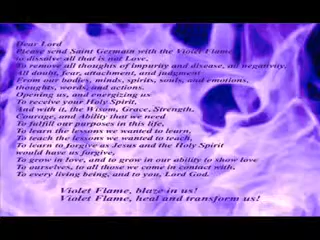 Dear Lord
Please send Saint Germain with the Violet Flame
to dissolve all that is not Love,
To remove all thoughts of impurity and disease, all negativity,
All doubt, fear, attachment, and judgment
From our bodies, minds, spirits, souls, and emotions,
thoughts, words, and actions.
Opening us, and energizing us
To receive your Holy Spirit,
And with it, the Wisom, Grace, Strength,
Courage, and Ability that we need
To fulfill our purposes in this life,
To learn the lessons we wanted to learn,
To teach the lessons we wanted to teach,
To learn to forgive as Jesus and the Holy Spirit
would have us forgive,
To grow in love, and to grow in our ability to show love
To ourselves, to all those we come in contact with,
To every living being, and to you, Lord God.
Violet Flame, blaze in us!
Violet Flame, heal and transform us!